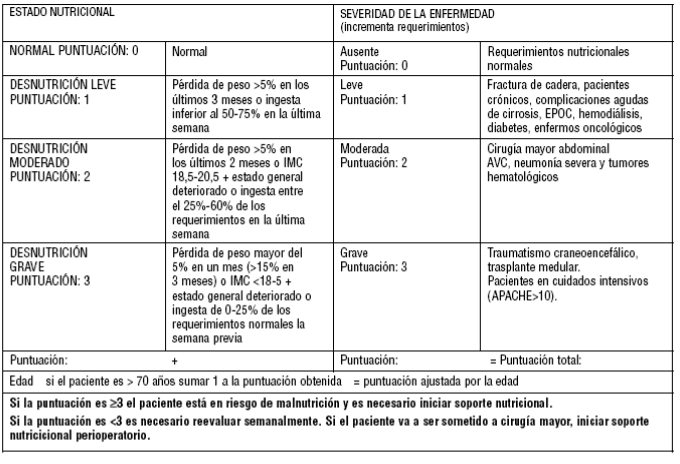 ESTADO NUTRICIONAL
SEVERIDAD DE LA ENFERMEDAD
(incrementa requerimientos)
NORMAL PUNTUACIÓN: 0
Normal
Ausente
Puntuación: 0
Requerimientos nutricionales
normales
DESNUTRICIÓN LEVE
PUNTUACIÓN: 1
Pérdida de peso >5% en los
últimos 3 meses o ingesta
inferior al 50-75% en la última
semana
Leve
Puntuación: 1
Fractura de cadera, pacientes
crónicos, complicaciones agudas
de cirrosis, EPOC, hemodiálisis,
diabetes, enfermos oncológicos
DESNUTRICIÓN
MODERADO
PUNTUACIÓN: 2
Pérdida de peso >5% en
los últimos 2 meses o IMC
18,5-20,5 + estado general
deteriorado o ingesta entre
el 25%-60% de los
requerimientos en la última
semana
Moderada
Puntuación: 2
Cirugía mayor abdominal
AVC, neumonía severa y tumores
hematológicos
DESNUTRICIÓN
GRAVE
PUNTUACIÓN: 3
Pérdida de peso mayor del
5% en un mes (>15% en
3 meses) o IMC <18-5 +
estado general deteriorado o
ingesta de 0-25% de los
requerimientos normales la
semana previa
Grave
Puntuación: 3
Traumatismo craneoencefálico,
trasplante medular.
Pacientes en cuidados intensivos
(APACHE>10).
Puntuación: + Puntuación: = Puntuación total:
Edad si el paciente es > 70 años sumar 1 a la puntuación obtenida = puntuación ajustada por la edad
Si la puntuación es ≥3 el paciente está en riesgo de malnutrición y es necesario iniciar soporte nutricional.
Si la puntuación es <3 es necesario reevaluar semanalmente. Si el paciente va a ser sometido a cirugía mayor, iniciar soporte
nutricicional perioperatorio.